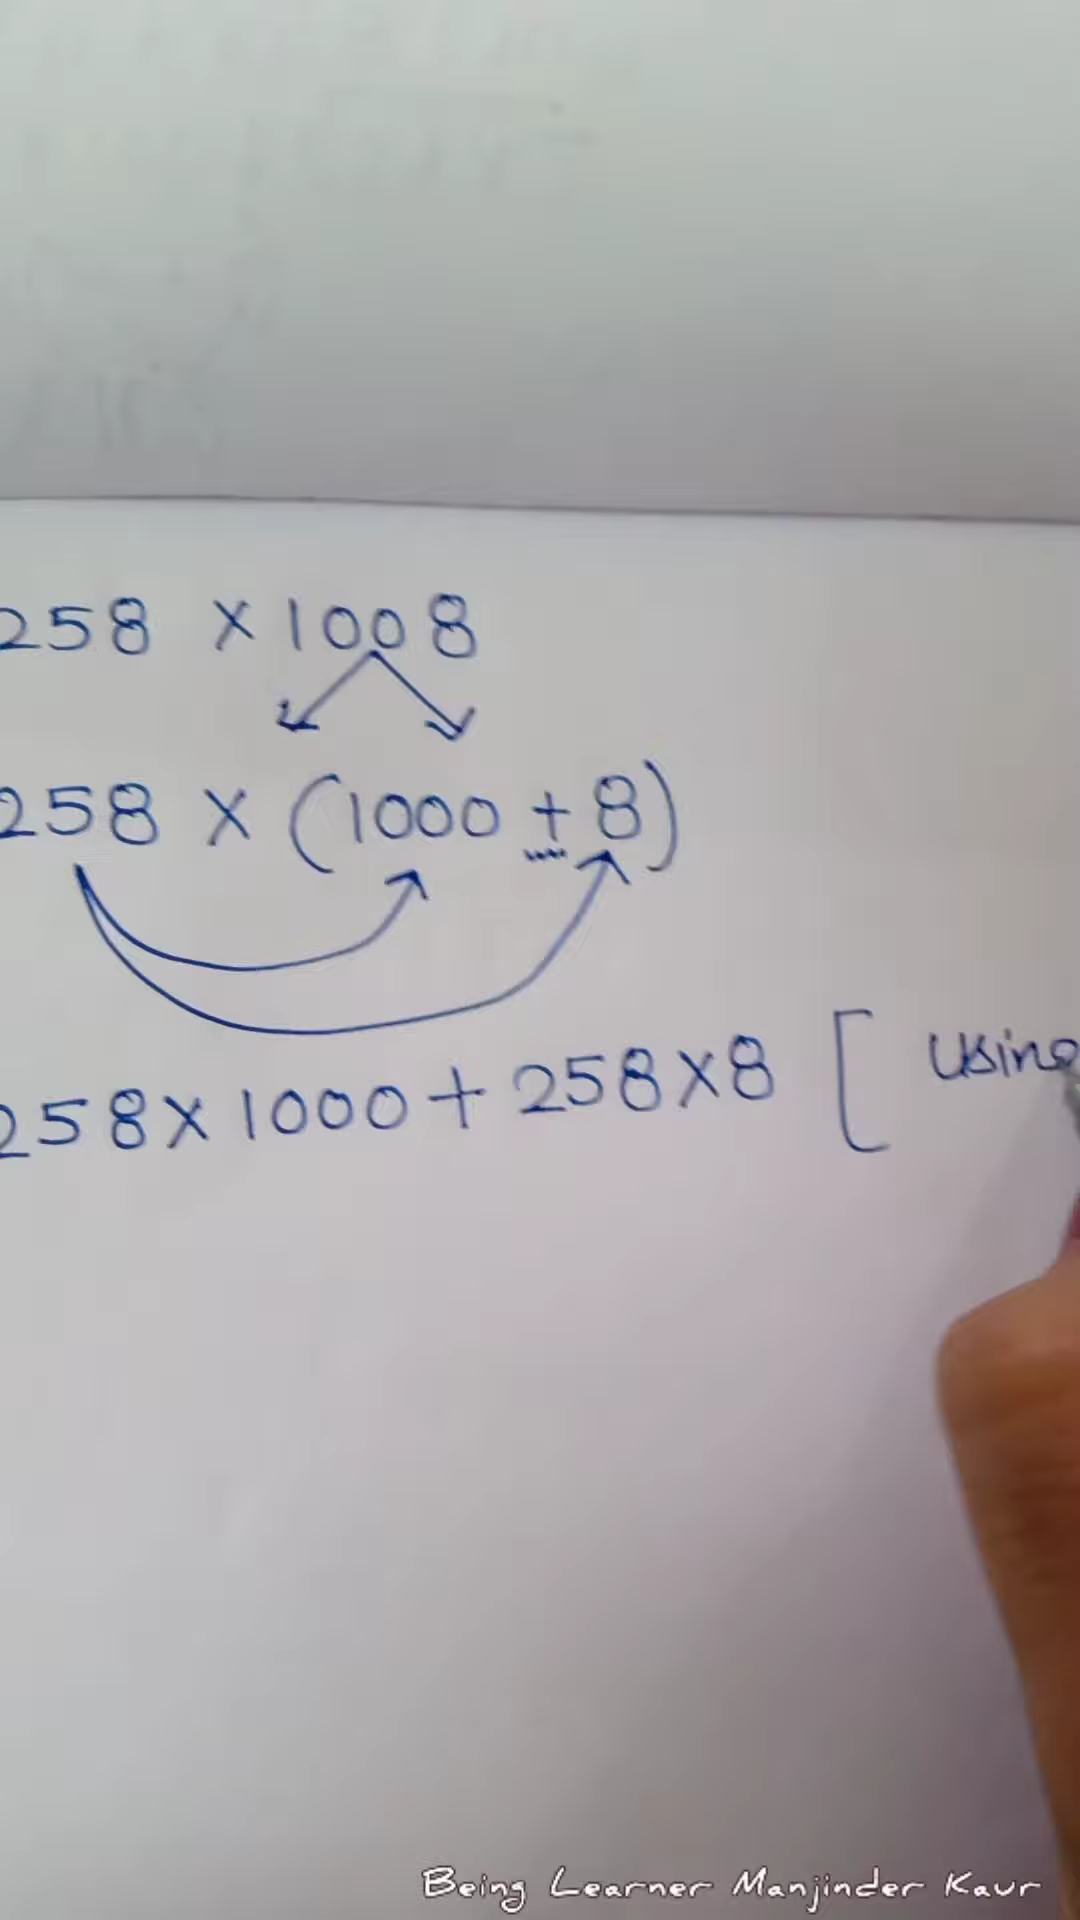 258 × 1008
258 × (1000 + 8)
258 × 1000 + 258 × 8 [ Using
Being Learner Manjinder Kaur